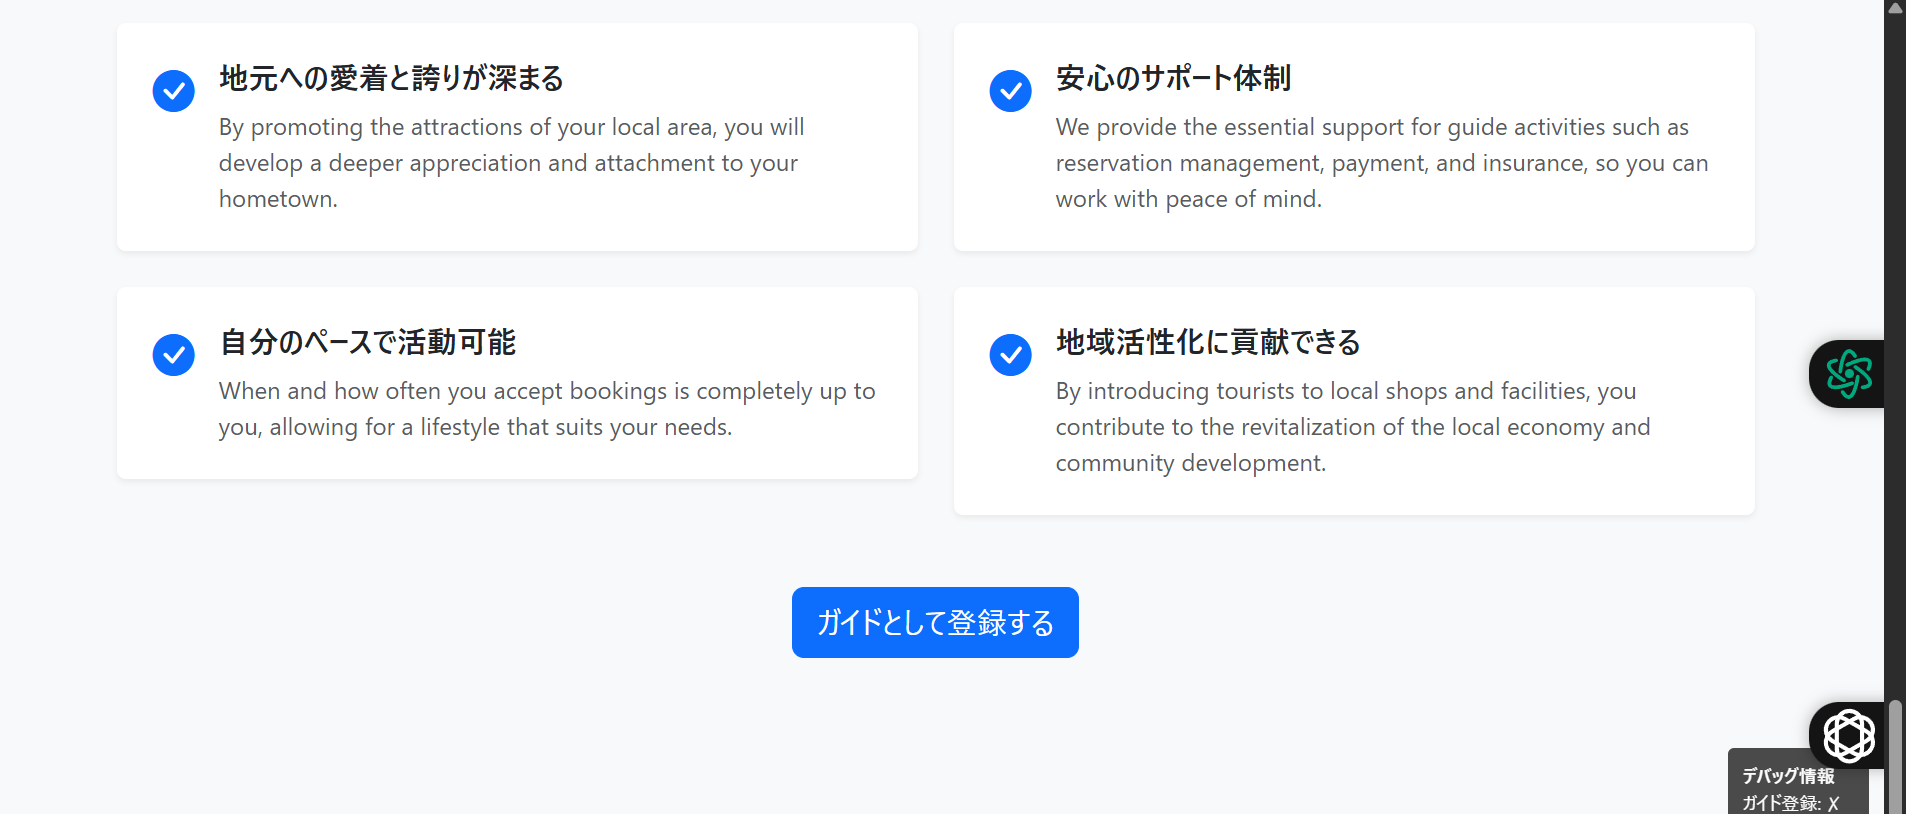 地元への愛着と誇りが深まる
By promoting the attractions of your local area, you will
develop a deeper appreciation and attachment to your
hometown.
安心のサポート体制
We provide the essential support for guide activities such as
reservation management, payment, and insurance, so you can
work with peace of mind.
自分のペースで活動可能
When and how often you accept bookings is completely up to
you, allowing for a lifestyle that suits your needs.
地域活性化に貢献できる
By introducing tourists to local shops and facilities, you
contribute to the revitalization of the local economy and
community development.
ガイドとして登録する
デバッグ情報
ガイド登録: ✗